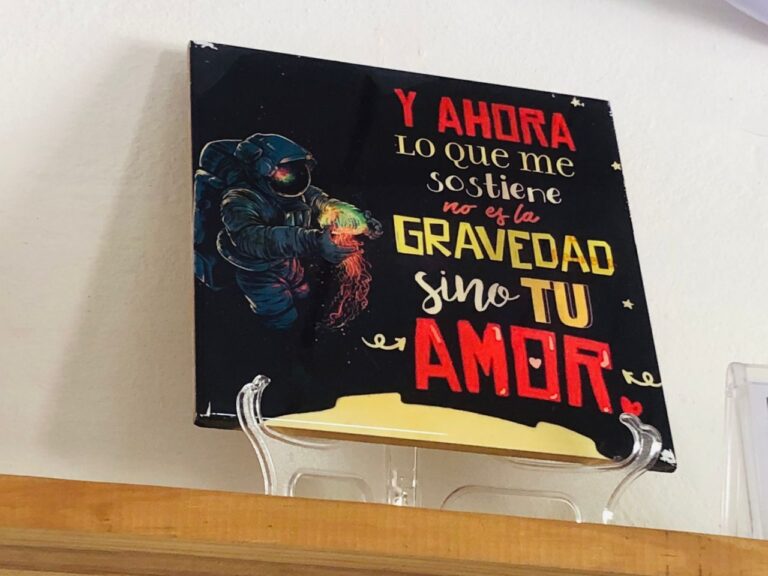 Y AHORA
LO QUE ME
sostiene
no es la
GRAVEDAD
sino TU
AMOR